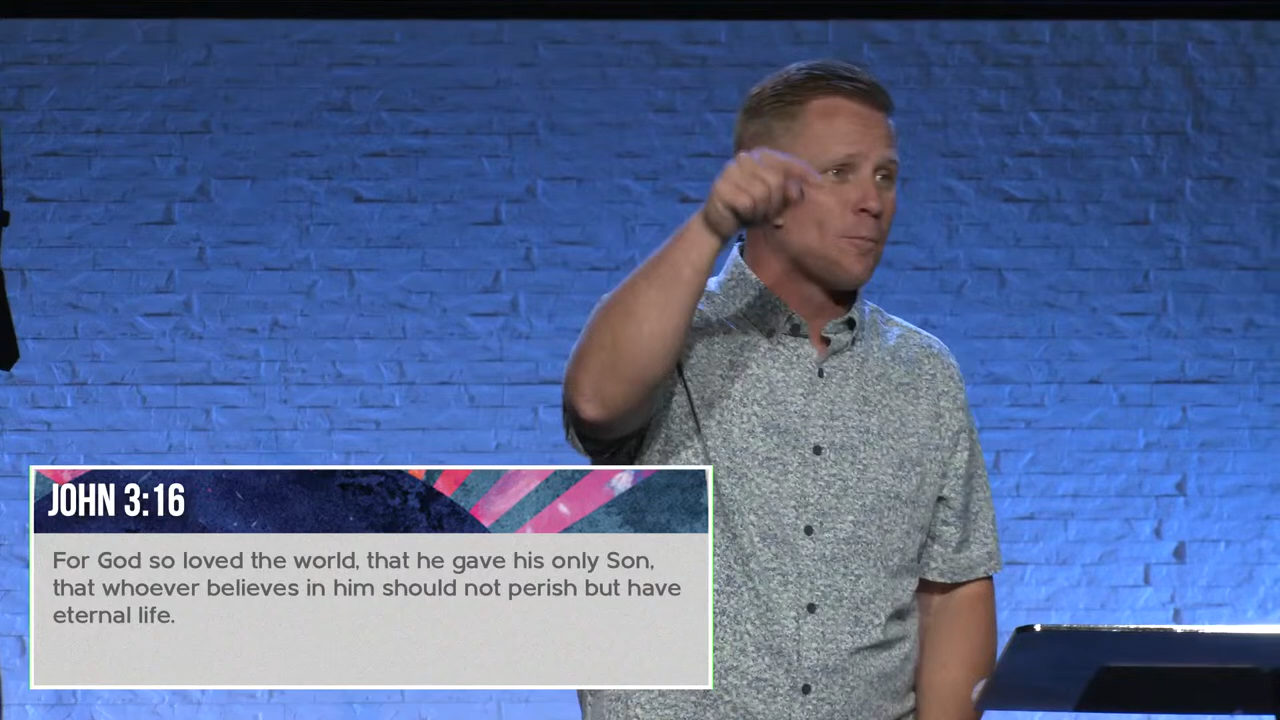 JOHN 3:16
For God so loved the world, that he gave his only Son,
that whoever believes in him should not perish but have
eternal life.